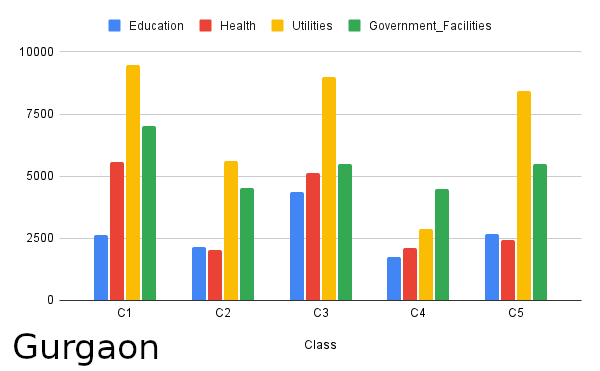 Education Health Utilities Government_Facilities
10000
7500
5000
2500
0
C1 C2 C3 C4 C5
Class
Gurgaon